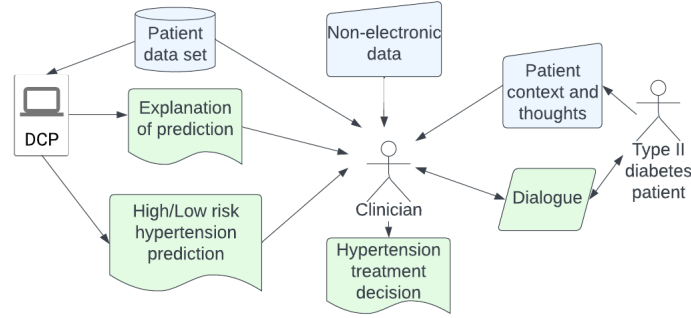 Patient
data set
Non-electronic
data
Patient
context and
thoughts
DCP
Explanation
of prediction
Type II
diabetes
patient
Dialogue
High/Low risk
hypertension
prediction
Clinician
Hypertension
treatment
decision